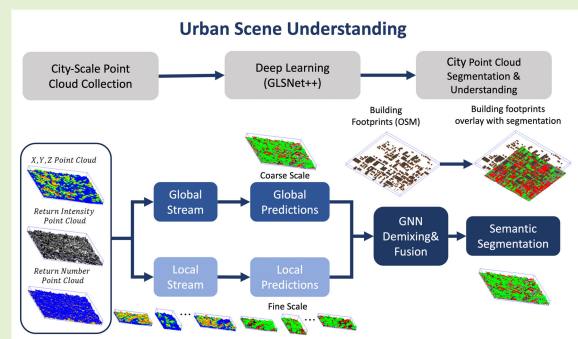 Urban Scene Understanding
City-Scale Point
Cloud Collection
Deep Learning
(GLSNet++)
City Point Cloud
Segmentation &
Understanding
Building
Footprints (OSM)
Building footprints
overlay with segmentation
X,Y,Z Point Cloud
Return Intensity
Point Cloud
Return Number
Point Cloud
Coarse Scale
Global
Stream
Global
Predictions
Local
Stream
Local
Predictions
Fine Scale
...
...
GNN
Demixing&
Fusion
Semantic
Segmentation